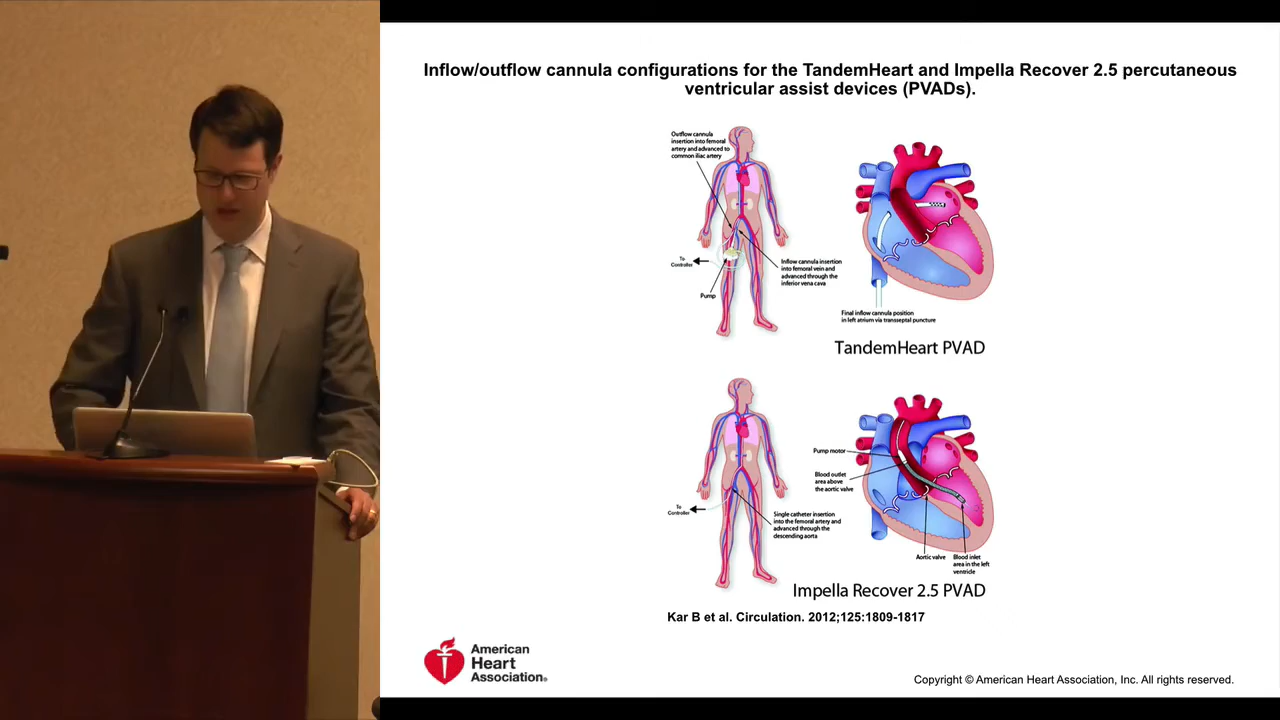 Inflow/outflow cannula configurations for the TandemHeart and Impella Recover 2.5 percutaneous
ventricular assist devices (PVADs).
Outflow cannula
insertion into femoral
artery and advanced to
common iliac artery
To
Controller
Pump
Inflow cannula insertion
into femoral vein and
advanced through the
inferior vena cava
Final inflow cannula position
in left atrium via transseptal puncture
TandemHeart PVAD
To
Controller
Single catheter insertion
into the femoral artery and
advanced through the
descending aorta
Pump motor
Blood outlet
area above
the aortic valve
Aortic valve
Blood inlet
area in the left
ventricle
Impella Recover 2.5 PVAD
Kar B et al. Circulation. 2012;125:1809-1817
American
Heart
Association®
Copyright © American Heart Association, Inc. All rights reserved.